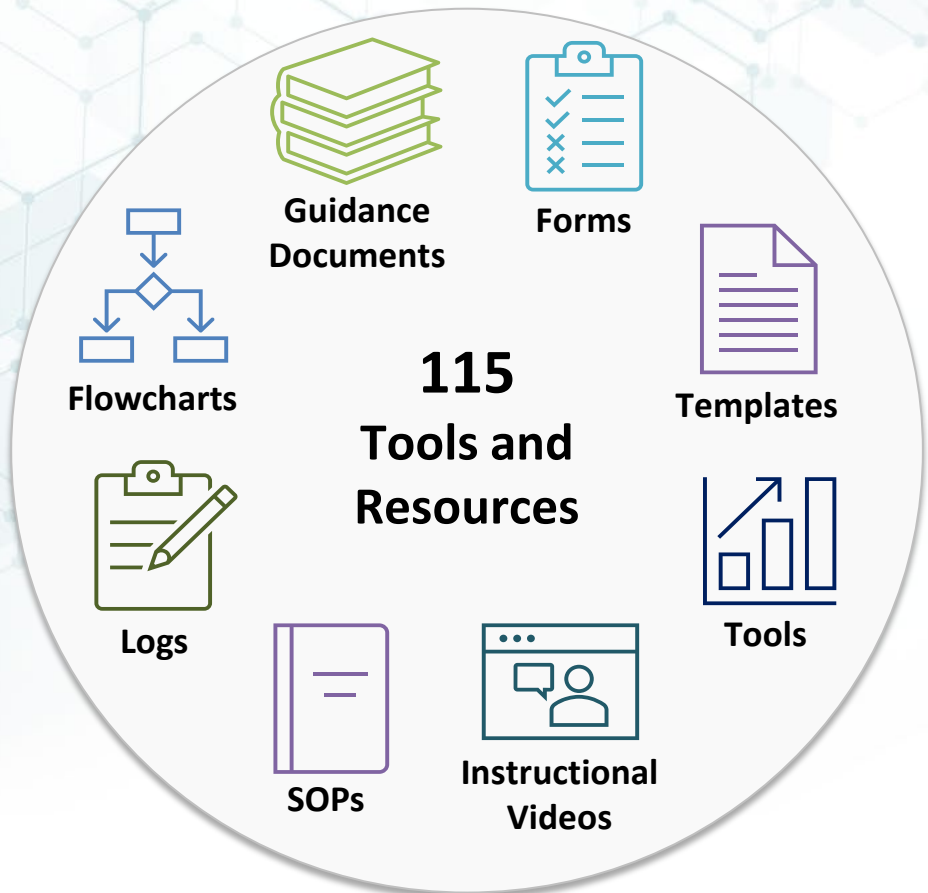 Guidance
Documents
Forms
Flowcharts
Templates
115
Tools and
Resources
Logs
Tools
SOPs
Instructional
Videos